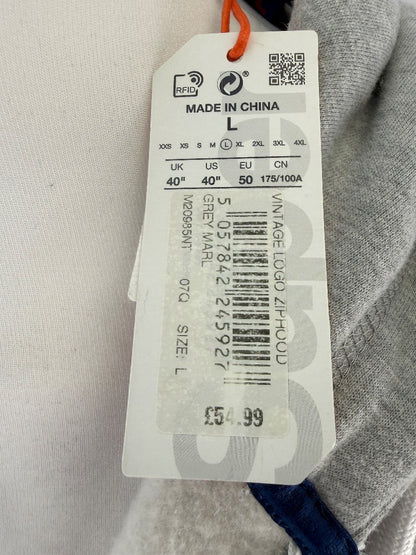 RFID
MADE IN CHINA
L
XXS XS S M L XL 2XL 3XL 4XL
UK US EU CN
40" 40" 50 175/100A
VINTAGE LOGO ZIPHOOD
GREY MARL
5 057842 245927
M20985NT 07Q SIZE: L
£54.99